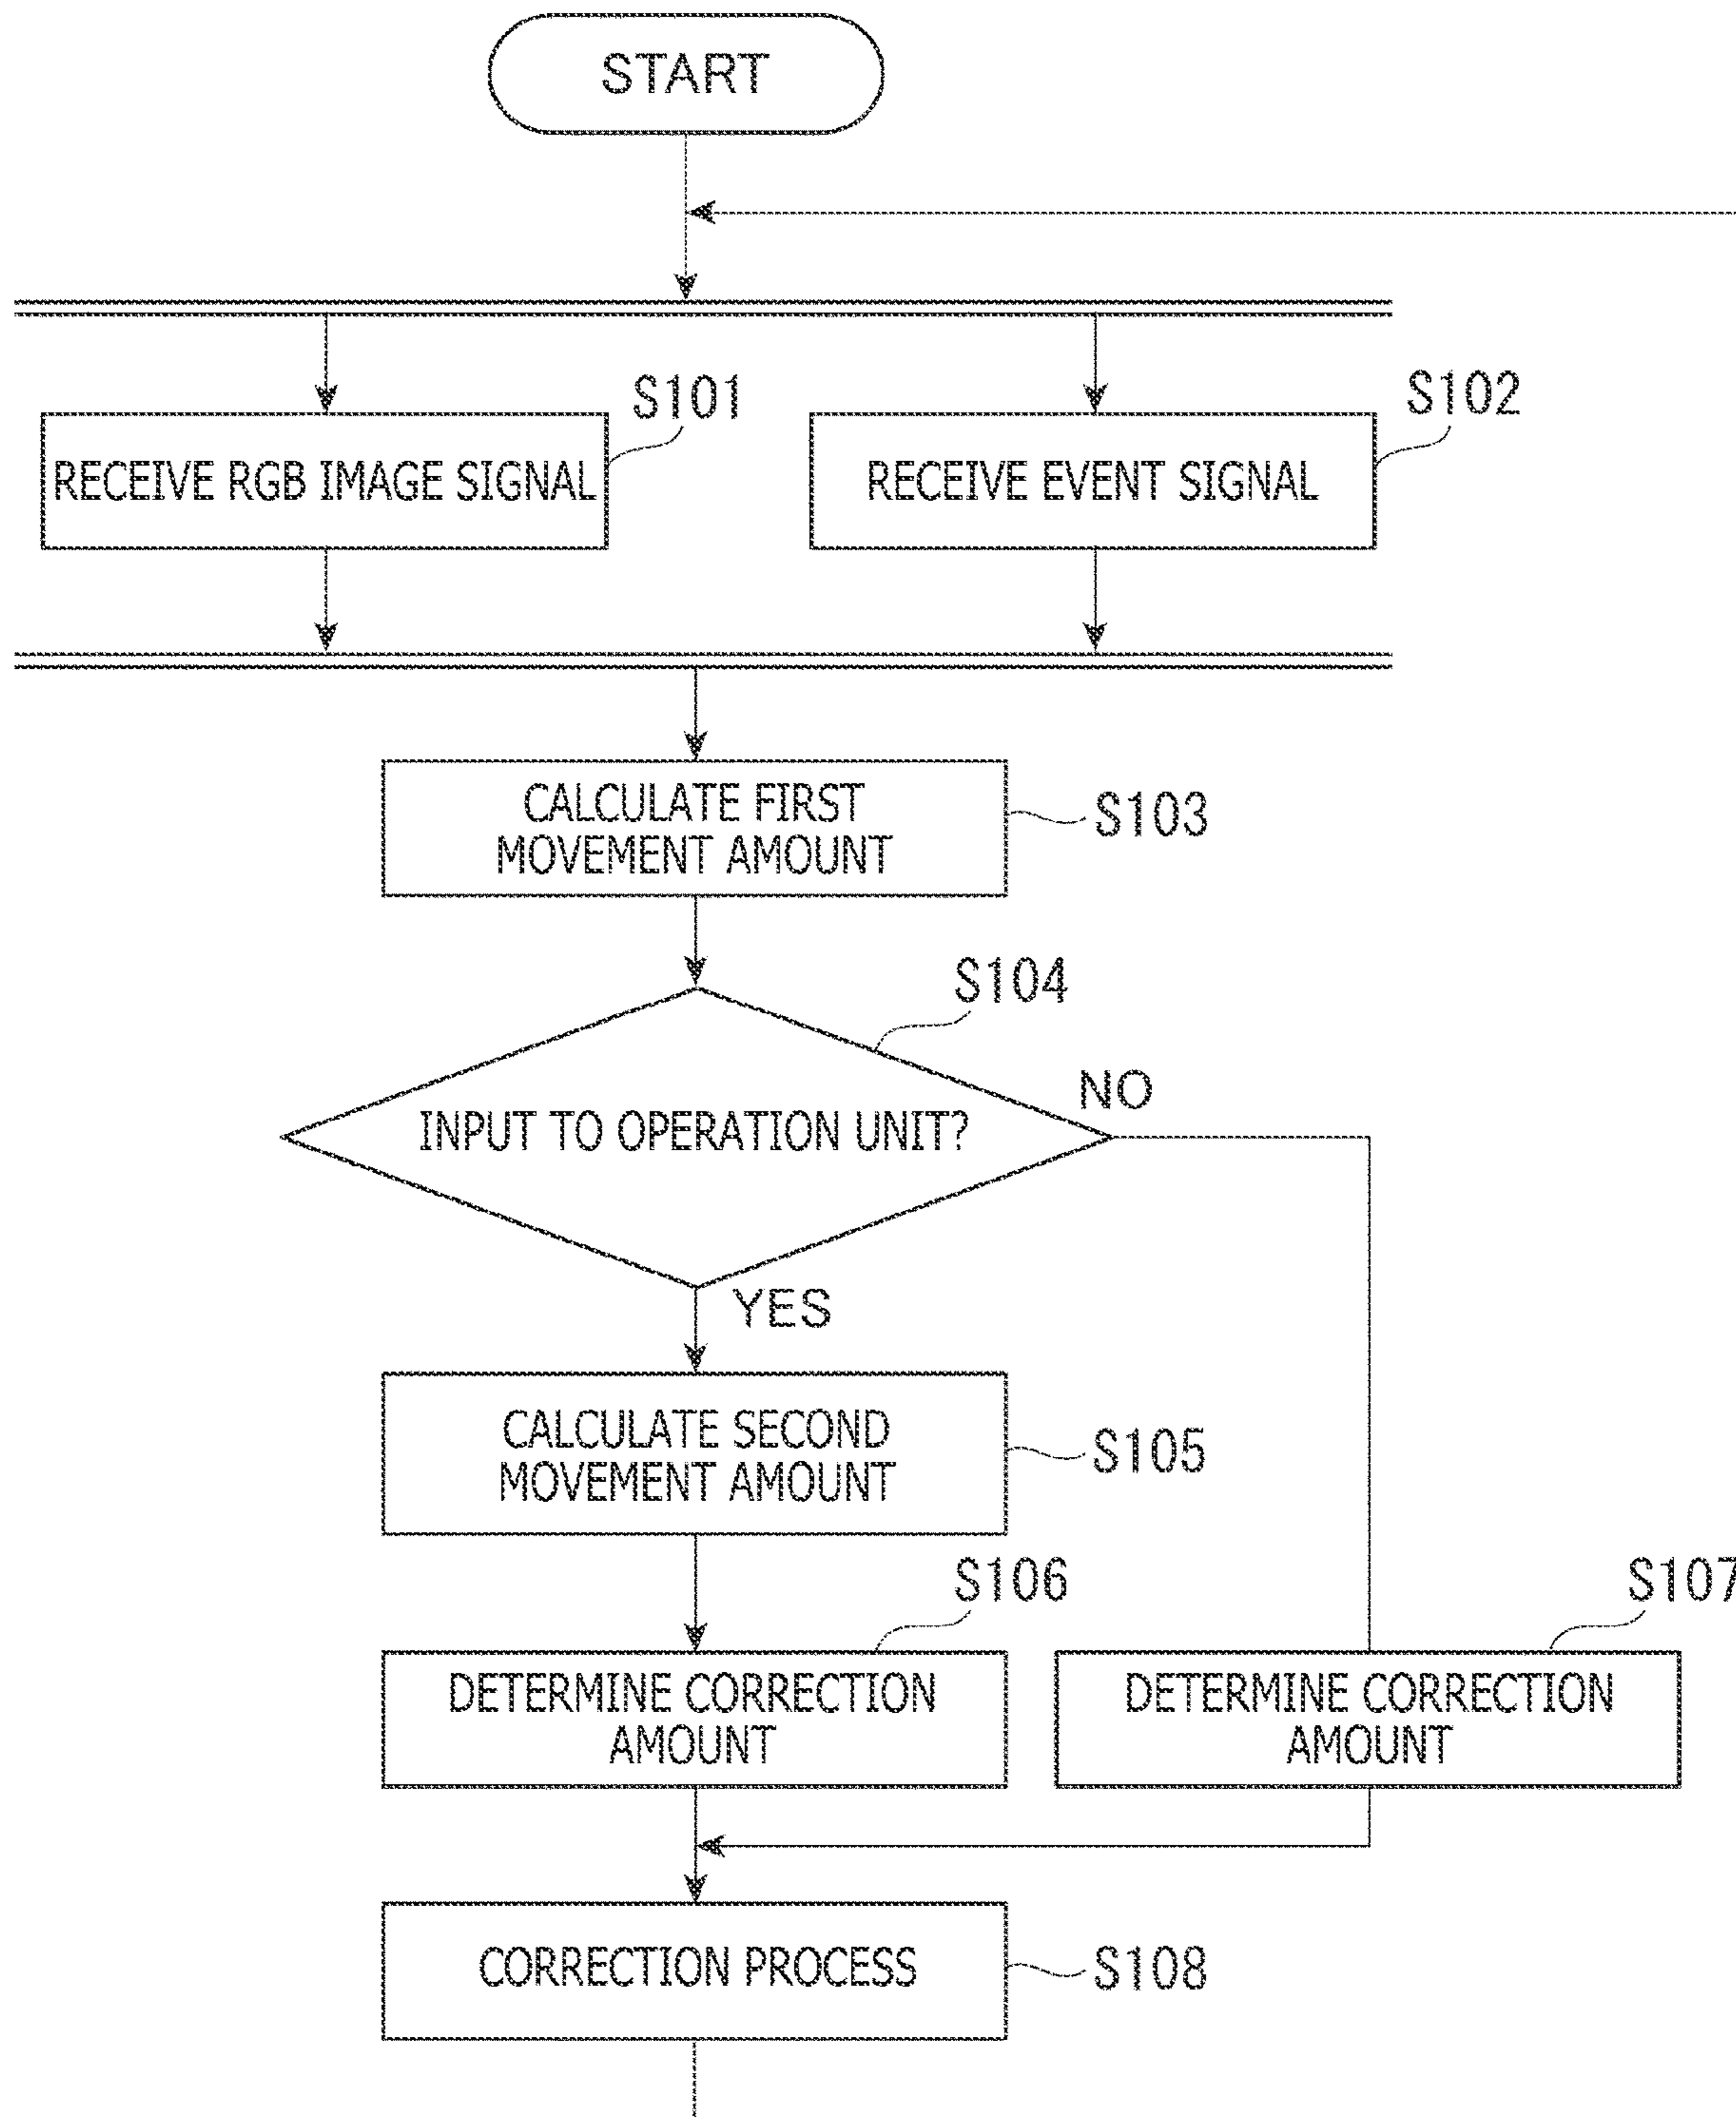 START
S101
S102
RECEIVE RGB IMAGE SIGNAL
RECEIVE EVENT SIGNAL
CALCULATE FIRST
MOVEMENT AMOUNT
S103
S104
NO
INPUT TO OPERATION UNIT?
YES
CALCULATE SECOND
MOVEMENT AMOUNT
S105
S106
S107
DETERMINE CORRECTION
AMOUNT
DETERMINE CORRECTION
AMOUNT
CORRECTION PROCESS
S108